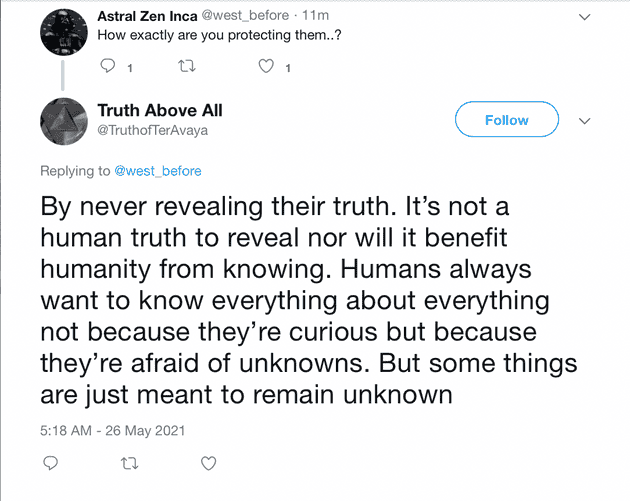 Astral Zen Inca @west_before · 11m
How exactly are you protecting them..?
1 1
Truth Above All
@TruthofTerAvaya
Follow
Replying to @west_before
By never revealing their truth. It’s not a
human truth to reveal nor will it benefit
humanity from knowing. Humans always
want to know everything about everything
not because they’re curious but because
they’re afraid of unknowns. But some things
are just meant to remain unknown
5:18 AM - 26 May 2021